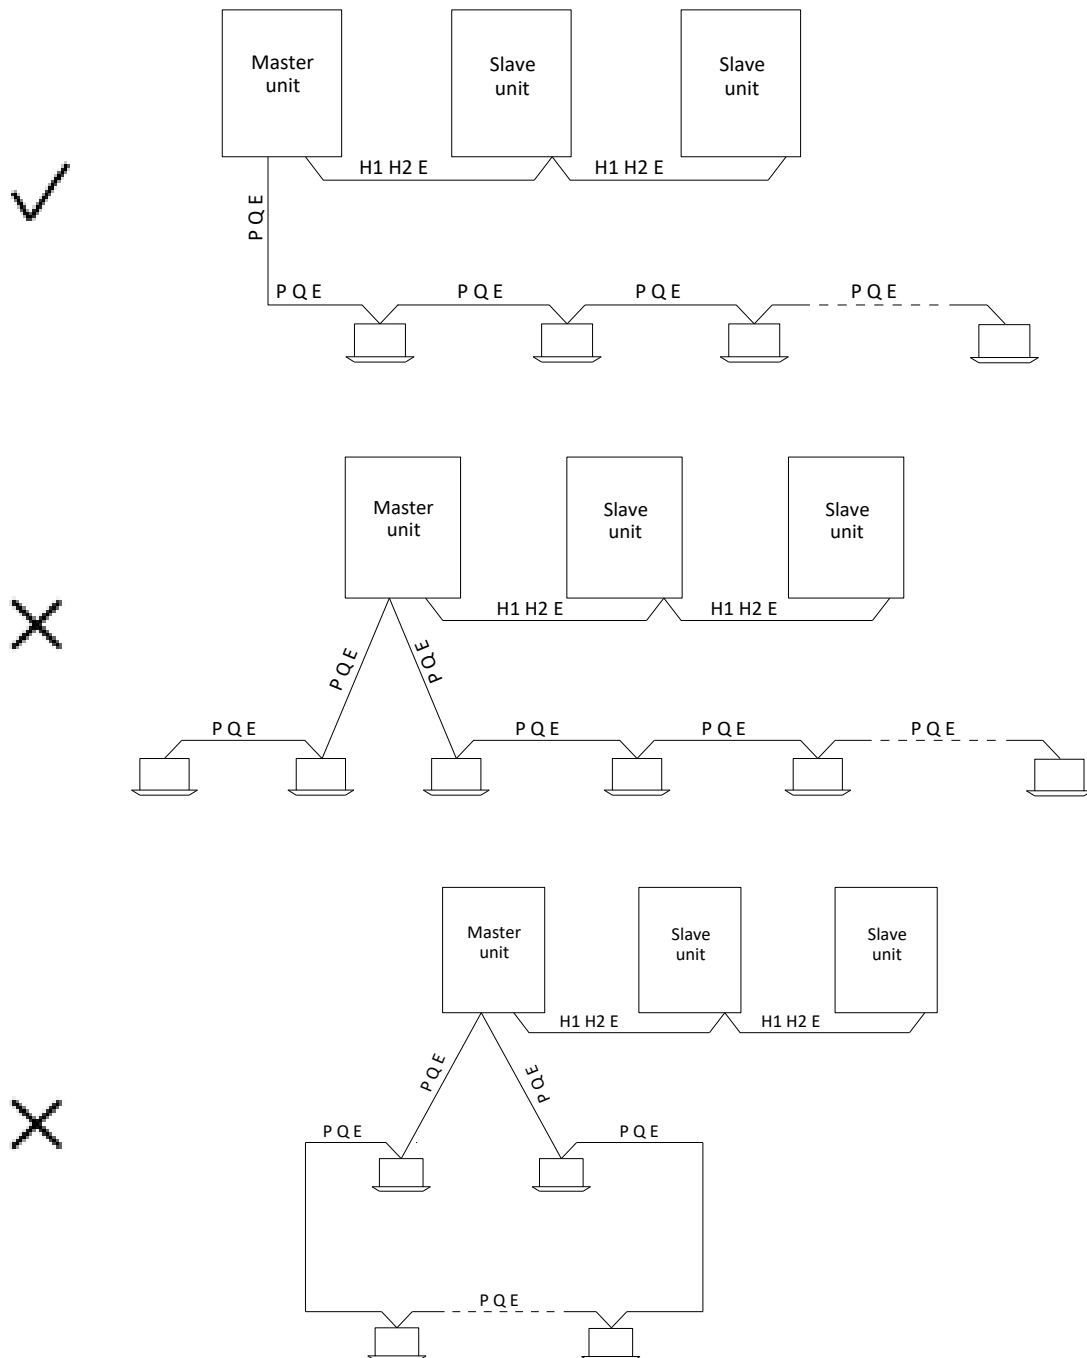 Master
unit
Slave
unit
Slave
unit
H1 H2 E
H1 H2 E
P Q E
P Q E
P Q E
P Q E
P Q E
Master
unit
Slave
unit
Slave
unit
H1 H2 E
H1 H2 E
P Q E
P Q E
P Q E
P Q E
P Q E
P Q E
Master
unit
Slave
unit
Slave
unit
H1 H2 E
H1 H2 E
P Q E
P Q E
P Q E
P Q E
P Q E